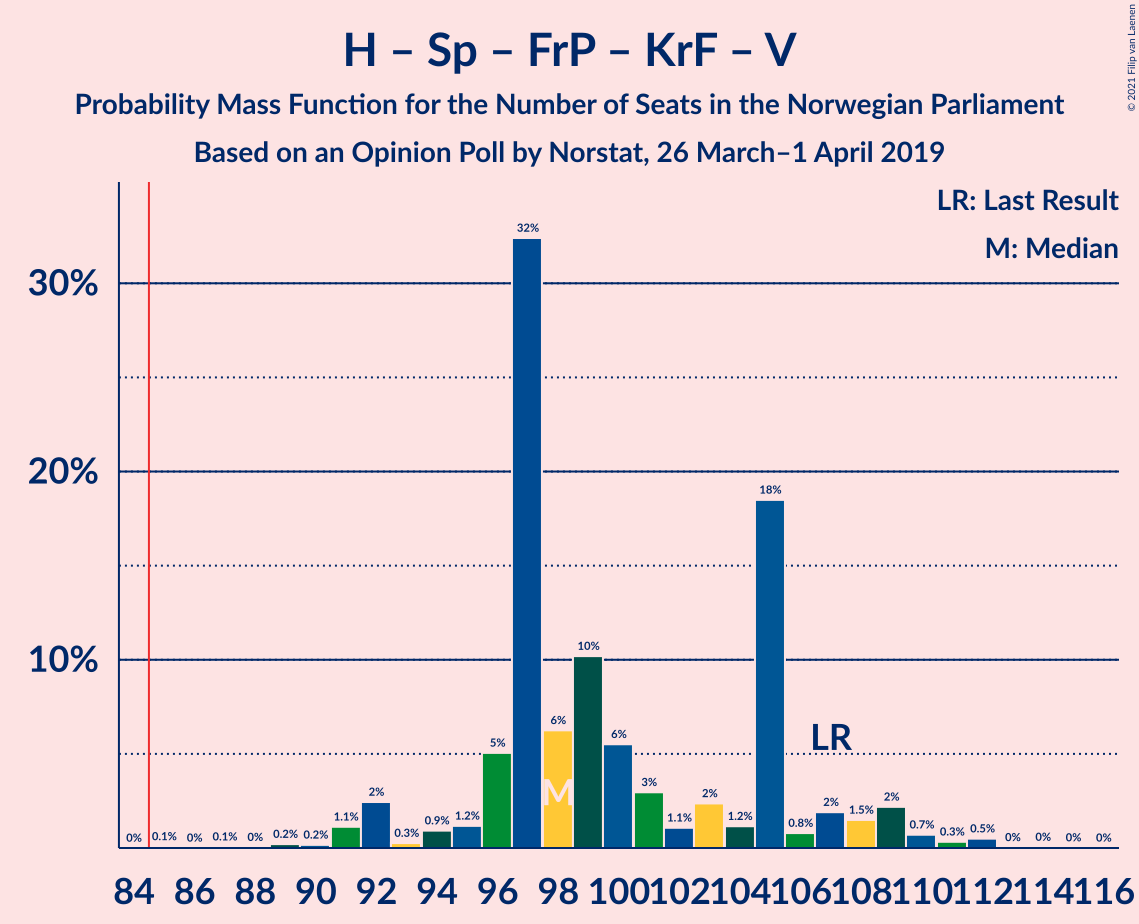 H – Sp – FrP – KrF – V
Probability Mass Function for the Number of Seats in the Norwegian Parliament
Based on an Opinion Poll by Norstat, 26 March–1 April 2019
© 2021 Filip van Laenen
LR: Last Result
M: Median
30%
20%
10%
0% 0.1% 0% 0.1% 0% 0.2% 0.2% 1.1% 2% 0.3% 0.9% 1.2% 5% 32% 6% 10% 6% 3% 1.1% 2% 1.2% 18% 0.8% 2% 1.5% 2% 0.7% 0.3% 0.5% 0% 0% 0% 0%
LR
M
84 86 88 90 92 94 96 98 100 102 104 106 108 110 112 114 116